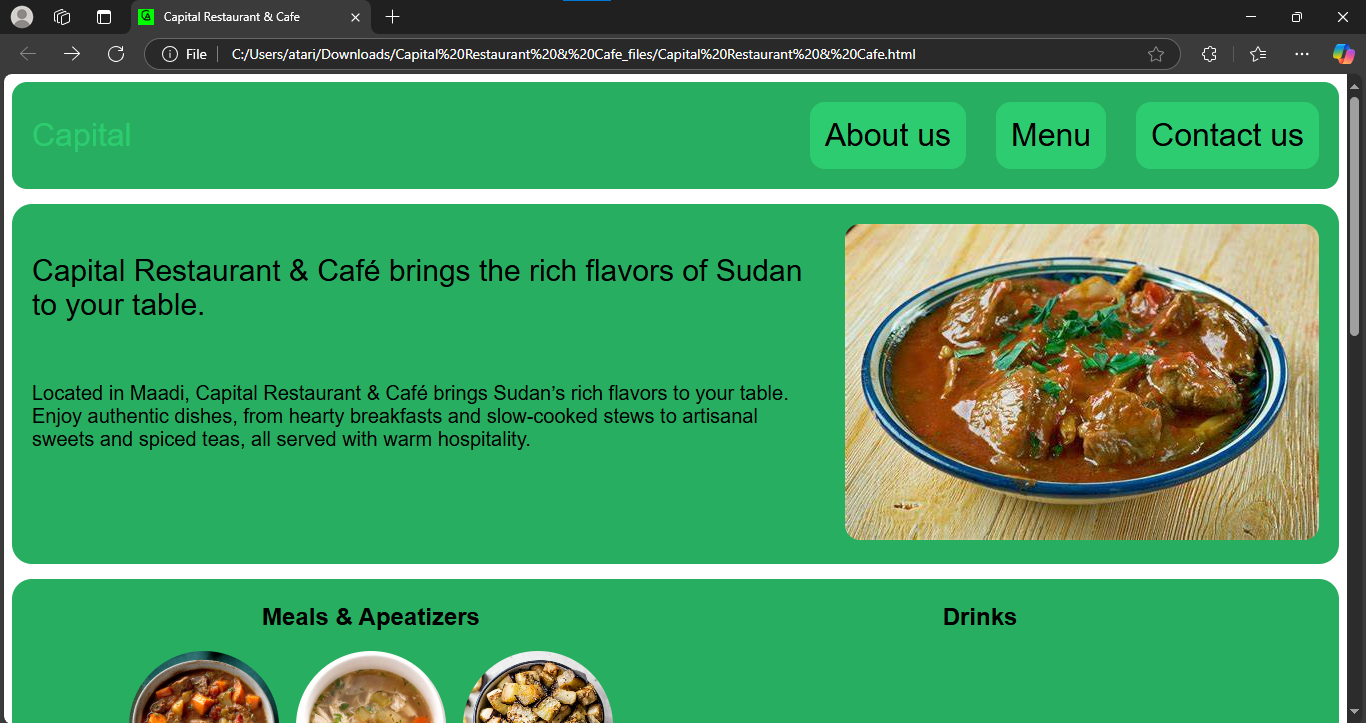 Capital Restaurant & Cafe
File
C:/Users/atari/Downloads/Capital%20Restaurant%20&%20Cafe_files/Capital%20Restaurant%20&%20Cafe.html
Capital
About us
Menu
Contact us
Capital Restaurant & Café brings the rich flavors of Sudan
to your table.
Located in Maadi, Capital Restaurant & Café brings Sudan’s rich flavors to your table.
Enjoy authentic dishes, from hearty breakfasts and slow-cooked stews to artisanal
sweets and spiced teas, all served with warm hospitality.
Meals & Apeatizers
Drinks